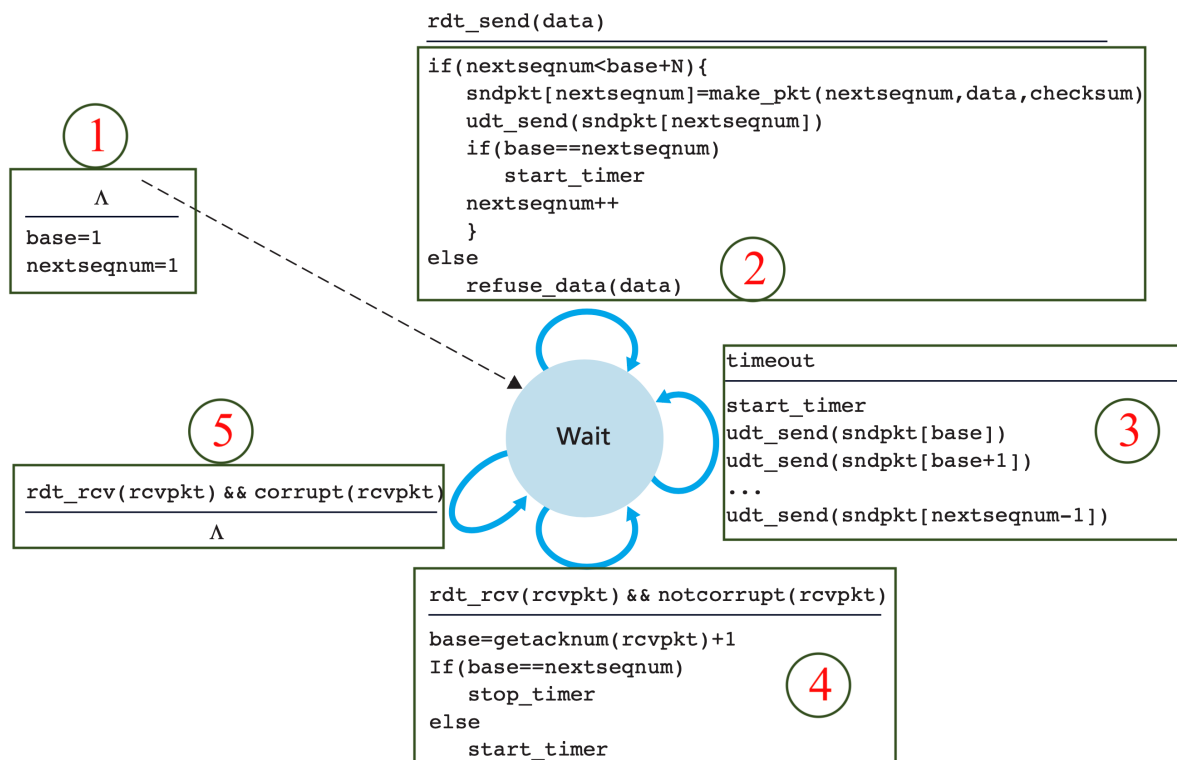 rdt_send(data)
if(nextseqnum<base+N){
sndpkt[nextseqnum]=make_pkt(nextseqnum,data,checksum)
udt_send(sndpkt[nextseqnum])
if(base==nextseqnum)
start_timer
nextseqnum++
}
else
refuse_data(data)
2
1
Λ
base=1
nextseqnum=1
Wait
timeout
start_timer
udt_send(sndpkt[base])
udt_send(sndpkt[base+1])
...
udt_send(sndpkt[nextseqnum-1])
3
5
rdt_rcv(rcvpkt) && corrupt(rcvpkt)
Λ
rdt_rcv(rcvpkt) && notcorrupt(rcvpkt)
base=getacknum(rcvpkt)+1
If(base==nextseqnum)
stop_timer
else
start_timer
4